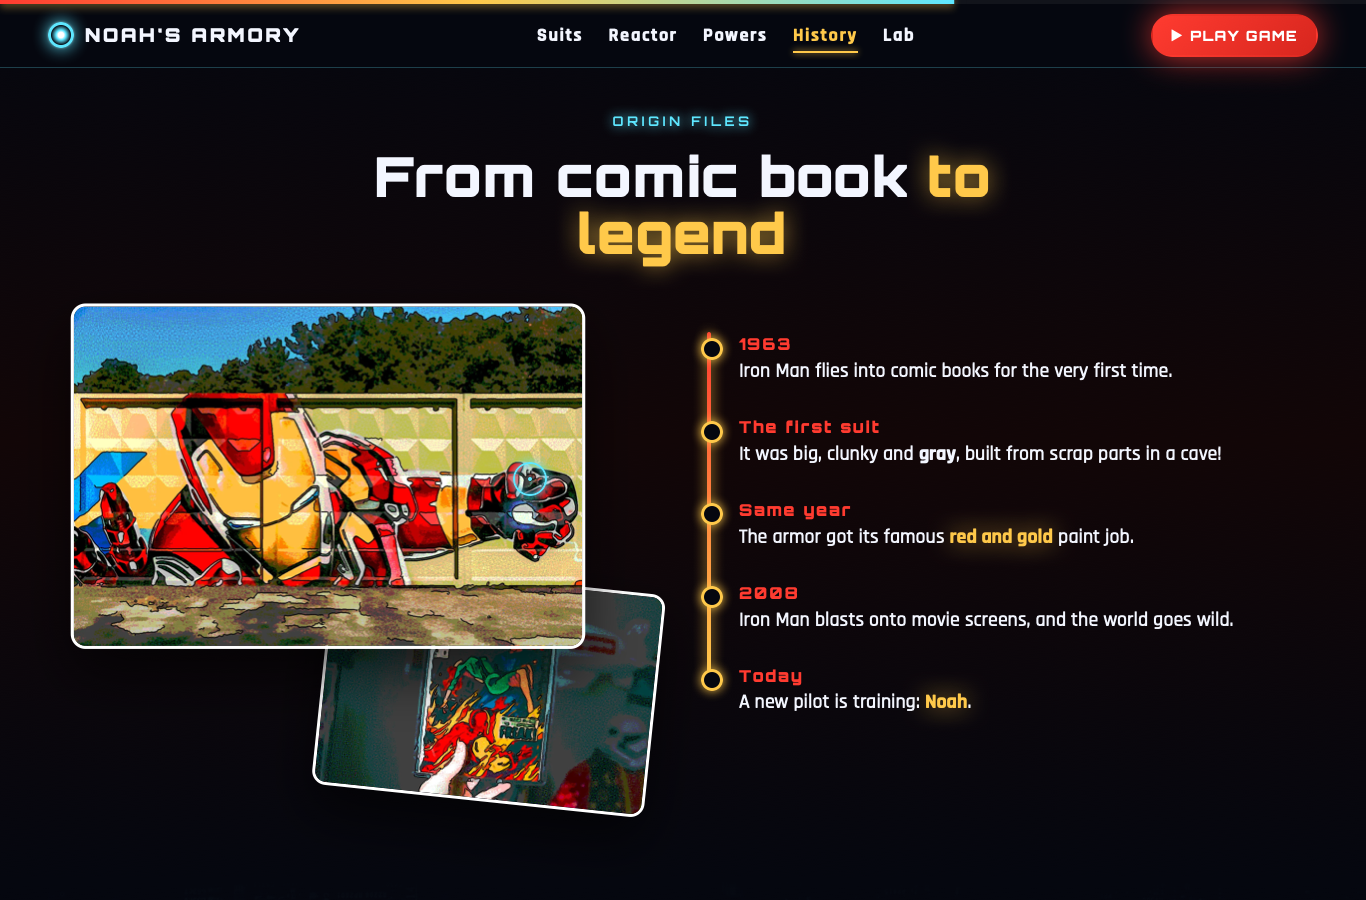 NOAH'S ARMORY
Suits
Reactor
Powers
History
Lab
▶ PLAY GAME
ORIGIN FILES
From comic book to
legend
1963
Iron Man flies into comic books for the very first time.
The first suit
It was big, clunky and gray, built from scrap parts in a cave!
Same year
The armor got its famous red and gold paint job.
2008
Iron Man blasts onto movie screens, and the world goes wild.
Today
A new pilot is training: Noah.
FREAK!